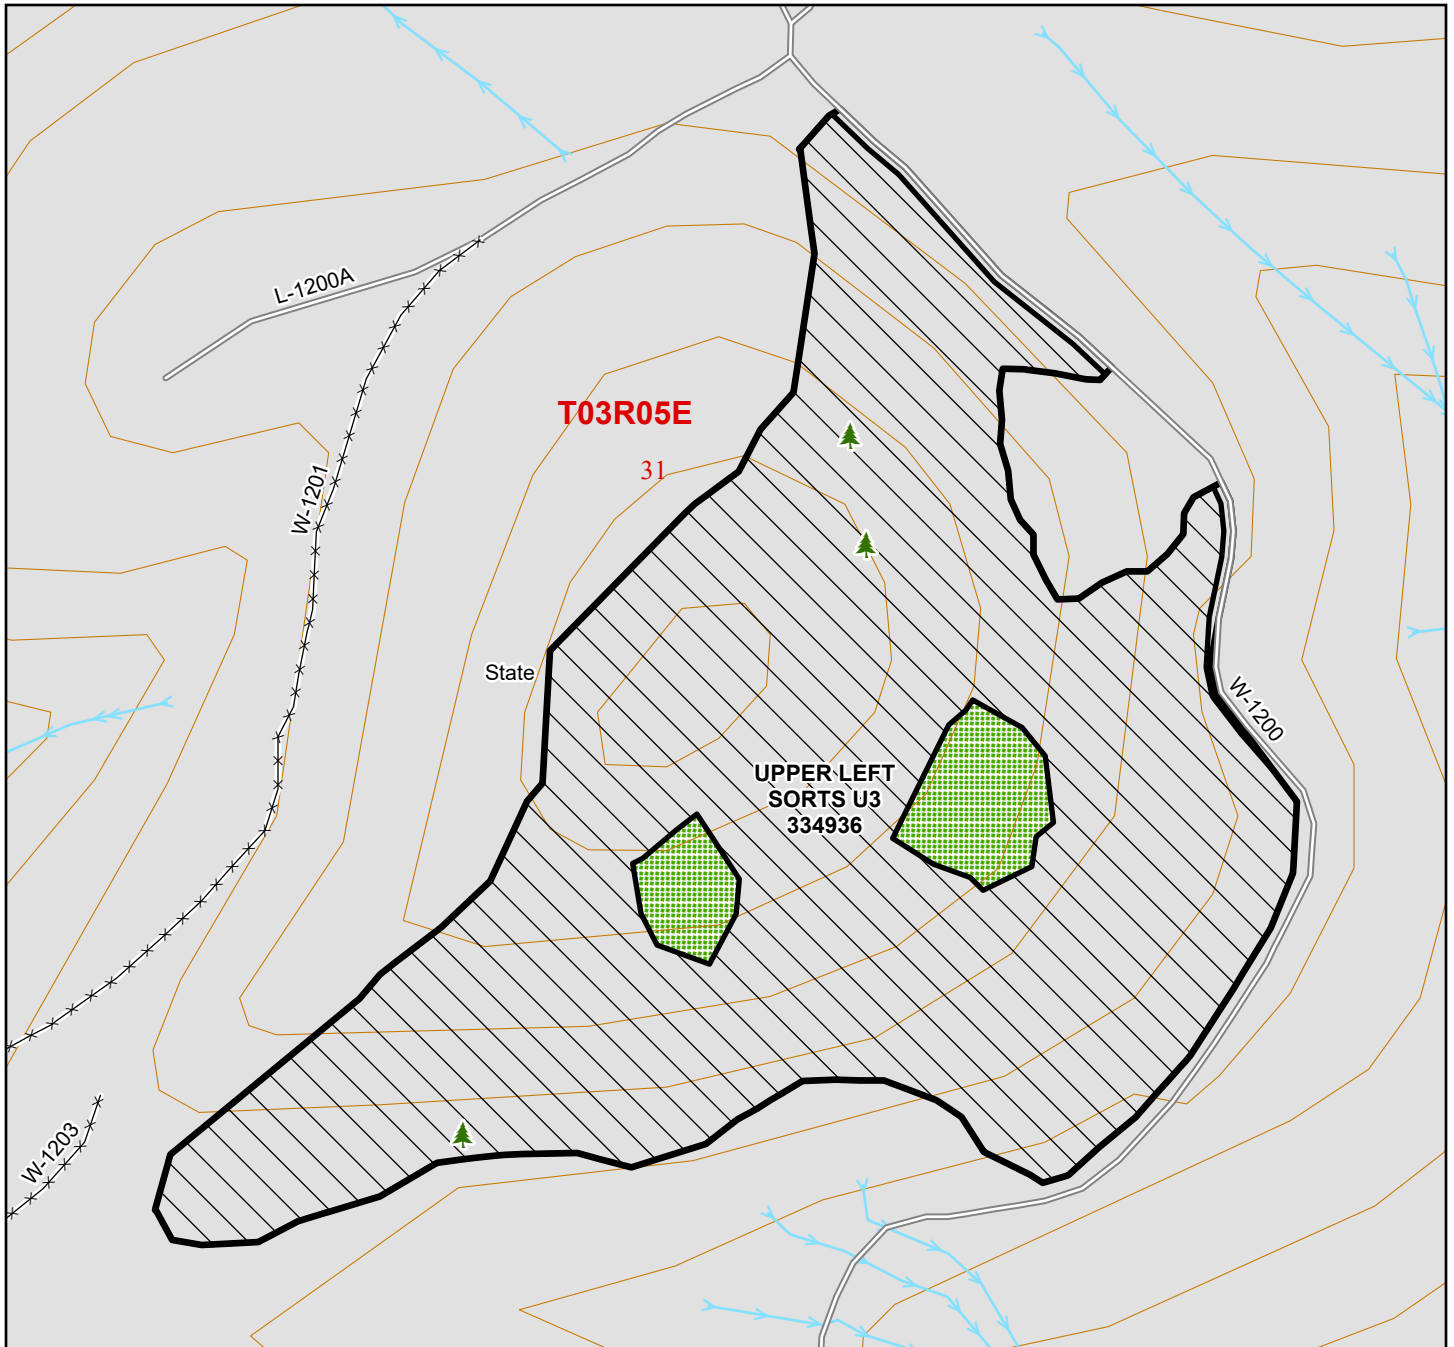 L-1200A
T03R05E
31
W-1201
State
W-1200
UPPER LEFT
SORTS U3
334936
W-1203